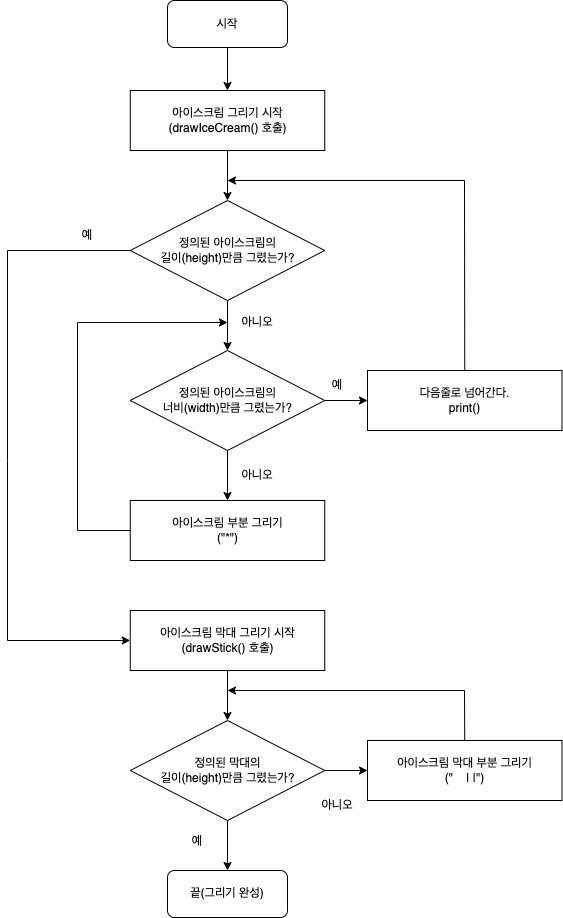 시작
아이스크림 그리기 시작
(drawIceCream() 호출)
예
정의된 아이스크림의
길이(height)만큼 그렸는가?
아니오
정의된 아이스크림의
너비(width)만큼 그렸는가?
예
다음줄로 넘어간다.
print()
아니오
아이스크림 부분 그리기
("*")
아이스크림 막대 그리기 시작
(drawStick() 호출)
정의된 막대의
길이(height)만큼 그렸는가?
아니오
아이스크림 막대 부분 그리기
("    | |")
예
끝(그리기 완성)